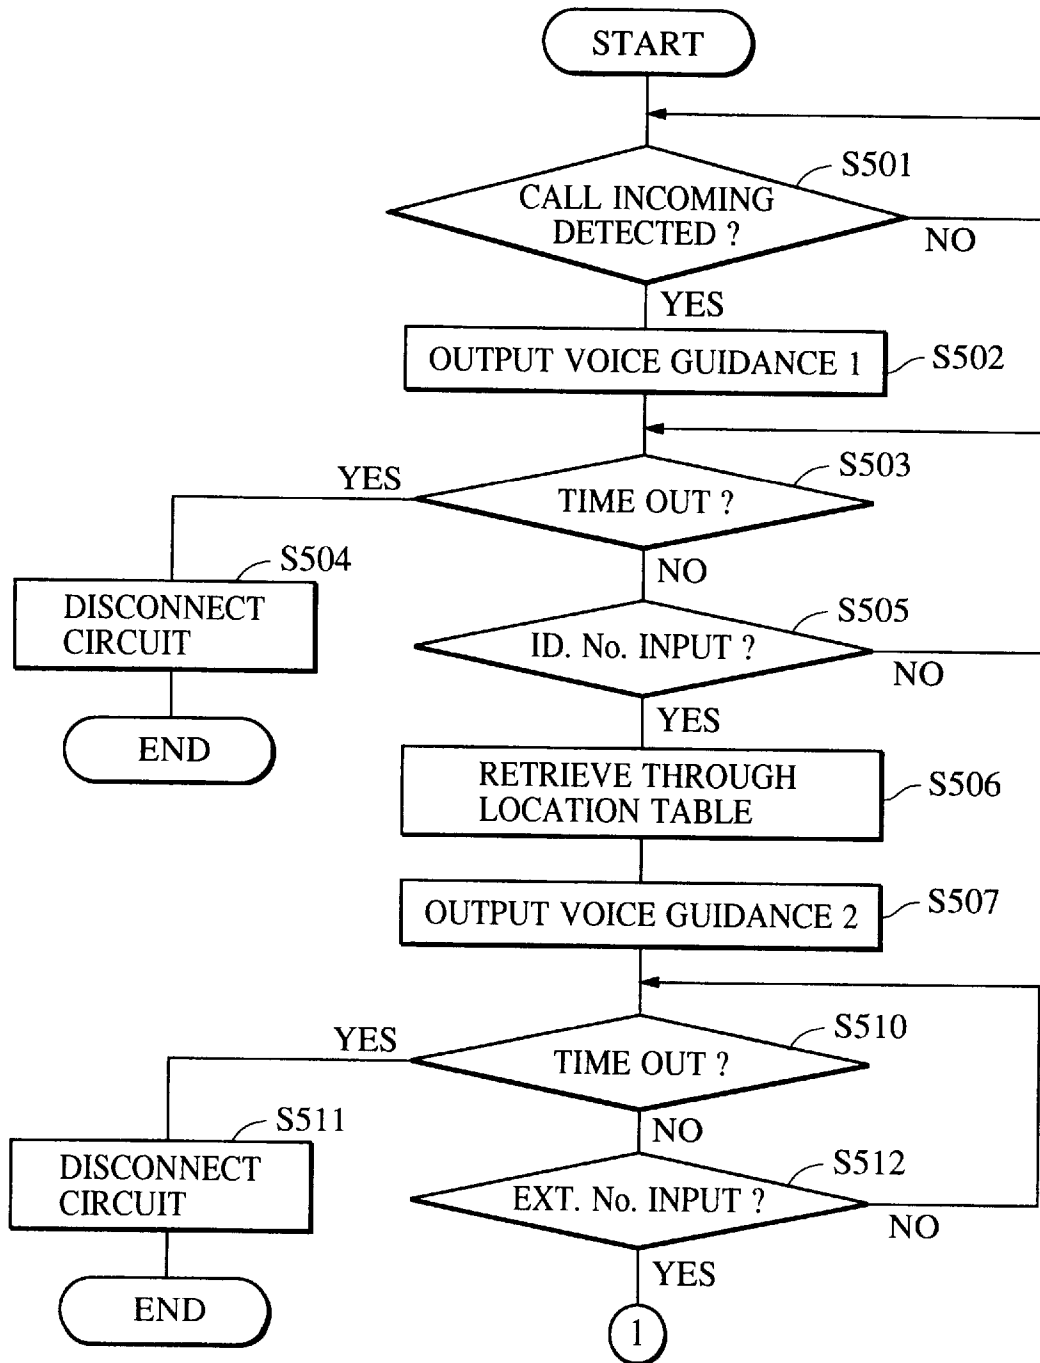 START
S501
CALL INCOMING
DETECTED ?
NO
YES
OUTPUT VOICE GUIDANCE 1
S502
YES
S503
TIME OUT ?
NO
S504
DISCONNECT
CIRCUIT
END
S505
ID. No. INPUT ?
NO
YES
RETRIEVE THROUGH
LOCATION TABLE
S506
OUTPUT VOICE GUIDANCE 2
S507
YES
S510
TIME OUT ?
NO
S511
DISCONNECT
CIRCUIT
END
S512
EXT. No. INPUT ?
NO
YES
1